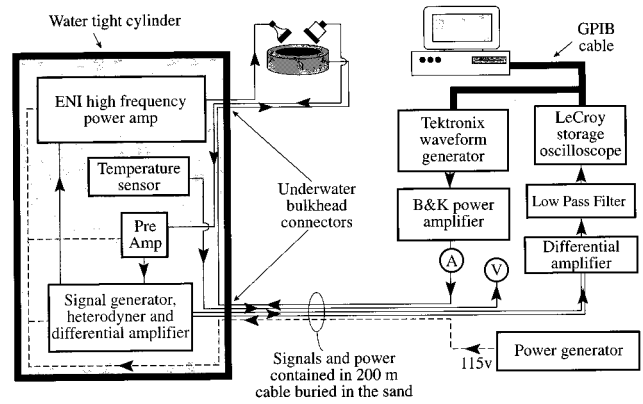 Water tight cylinder
GPIB
cable
ENI high frequency
power amp
Tektronix
waveform
generator
LeCroy
storage
oscilloscope
Temperature
sensor
Underwater
bulkhead
connectors
B&K power
amplifier
Low Pass Filter
Pre
Amp
Differential
amplifier
A
V
Signal generator,
heterodyner and
differential amplifier
Signals and power
contained in 200 m
cable buried in the sand
115v
Power generator